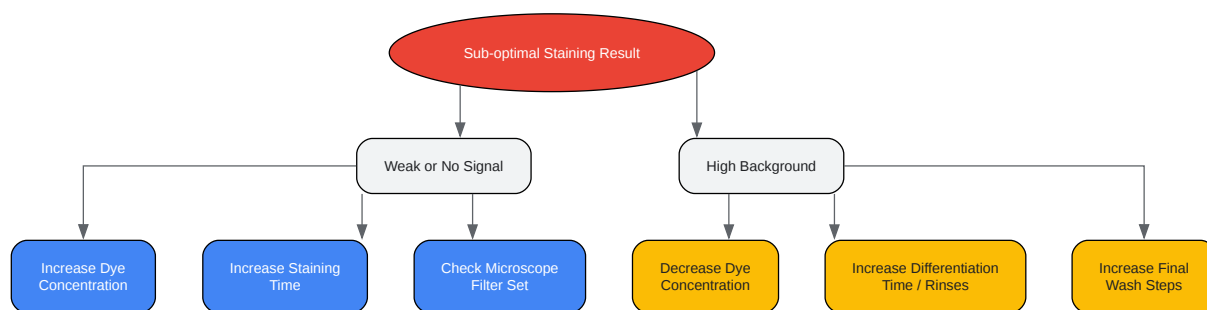 Sub-optimal Staining Result
Weak or No Signal
High Background
Increase Dye
Concentration
Increase Staining
Time
Check Microscope
Filter Set
Decrease Dye
Concentration
Increase Differentiation
Time / Rinses
Increase Final
Wash Steps